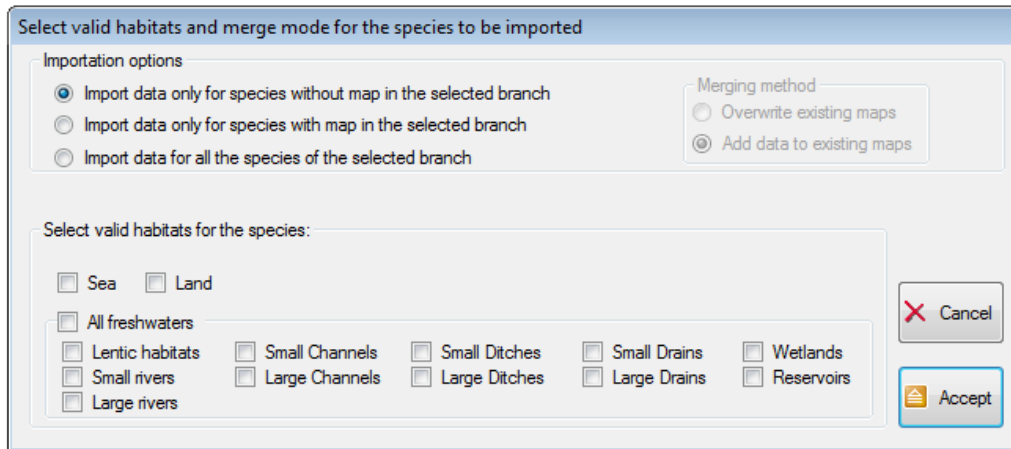 Select valid habitats and merge mode for the species to be imported
Importation options
Import data only for species without map in the selected branch
Import data only for species with map in the selected branch
Import data for all the species of the selected branch
Merging method
Overwrite existing maps
Add data to existing maps
Select valid habitats for the species:
Sea Land
All freshwaters
Lentic habitats Small Channels Small Ditches Small Drains Wetlands
Small rivers Large Channels Large Ditches Large Drains Reservoirs
Large rivers
Cancel
Accept